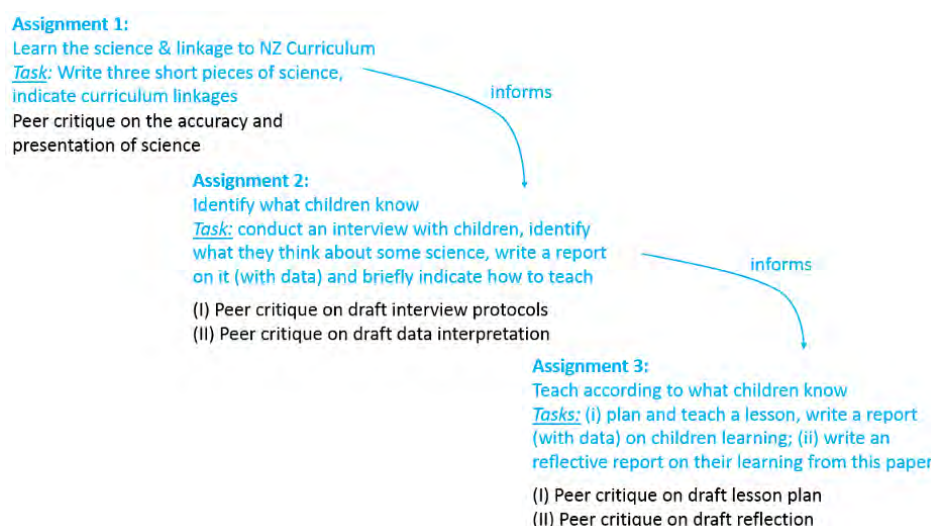 Assignment 1:
Learn the science & linkage to NZ Curriculum
Task: Write three short pieces of science,
indicate curriculum linkages
Peer critique on the accuracy and
presentation of science
informs
Assignment 2:
Identify what children know
Task: conduct an interview with children, identify
what they think about some science, write a report
on it (with data) and briefly indicate how to teach
(I) Peer critique on draft interview protocols
(II) Peer critique on draft data interpretation
informs
Assignment 3:
Teach according to what children know
Tasks: (i) plan and teach a lesson, write a report
(with data) on children learning; (ii) write an
reflective report on their learning from this paper
(I) Peer critique on draft lesson plan
(II) Peer critique on draft reflection